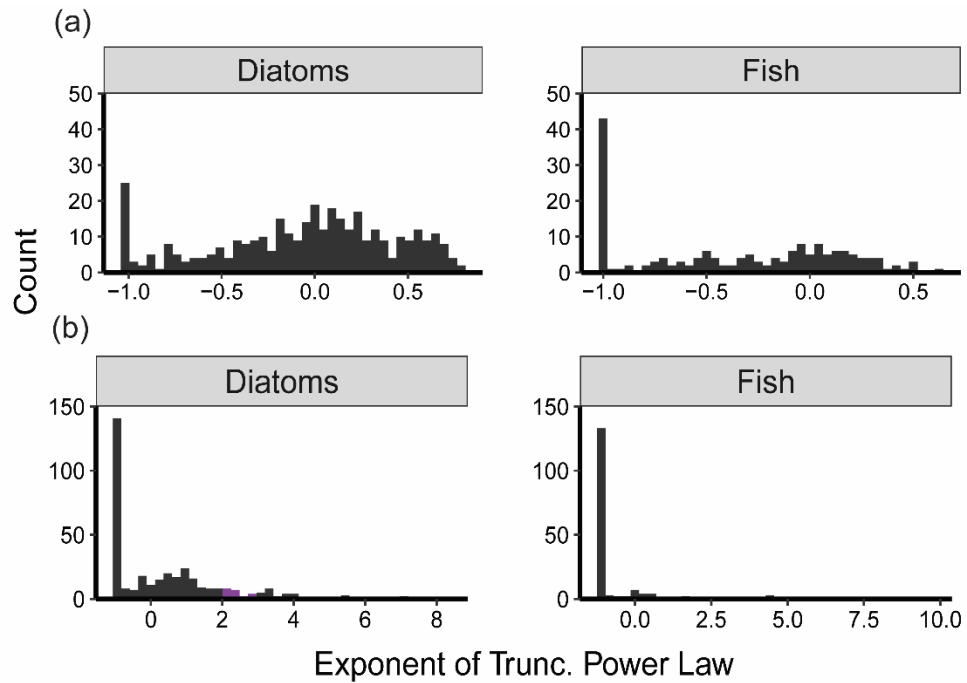 (a)
Diatoms Fish
50 50
40 40
30 30
20 20
10 10
0 0
−1.0 −0.5 0.0 0.5 −1.0 −0.5 0.0 0.5
Count
(b)
Diatoms Fish
150 150
100 100
50 50
0 0
0 2 4 6 8 0.0 2.5 5.0 7.5 10.0
Exponent of Trunc. Power Law